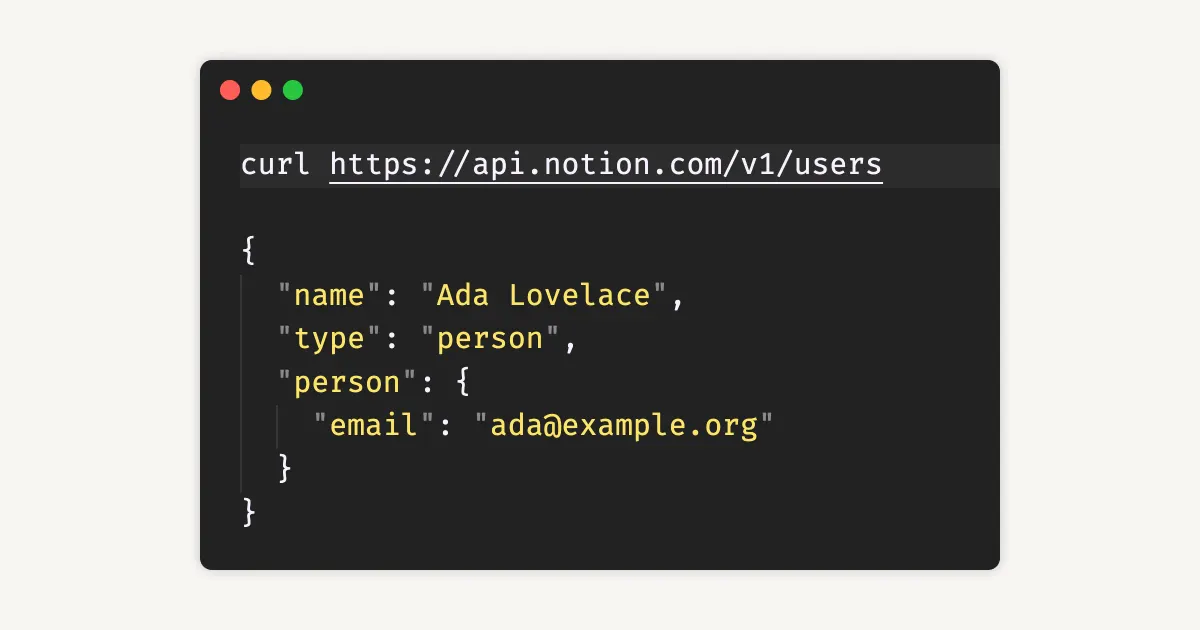 curl https://api.notion.com/v1/users
{
"name": "Ada Lovelace",
"type": "person",
"person": {
"email": "ada@example.org"
}
}